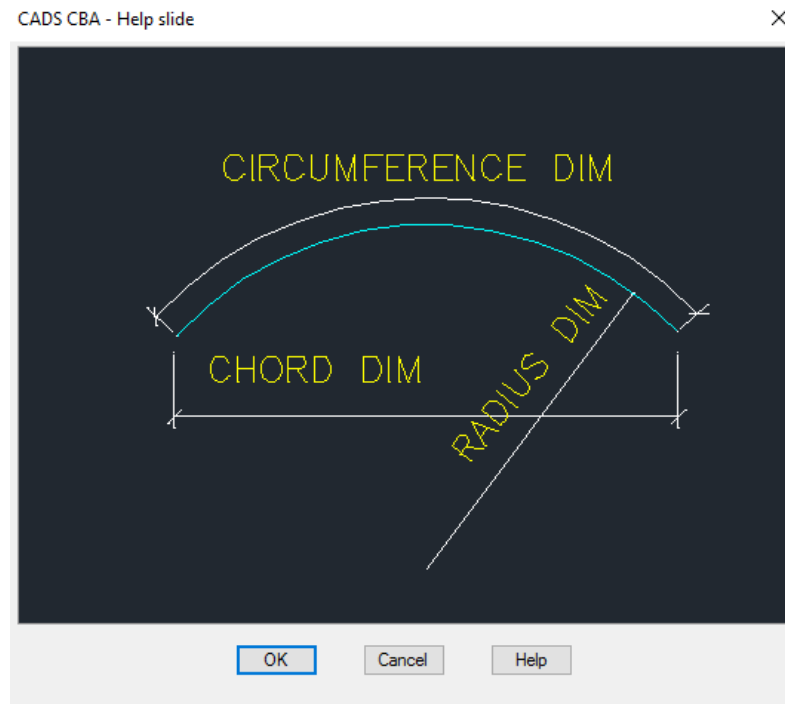 CADS CBA - Help slide
CIRCUMFERENCE DIM
CHORD DIM
RADIUS DIM
OK Cancel Help